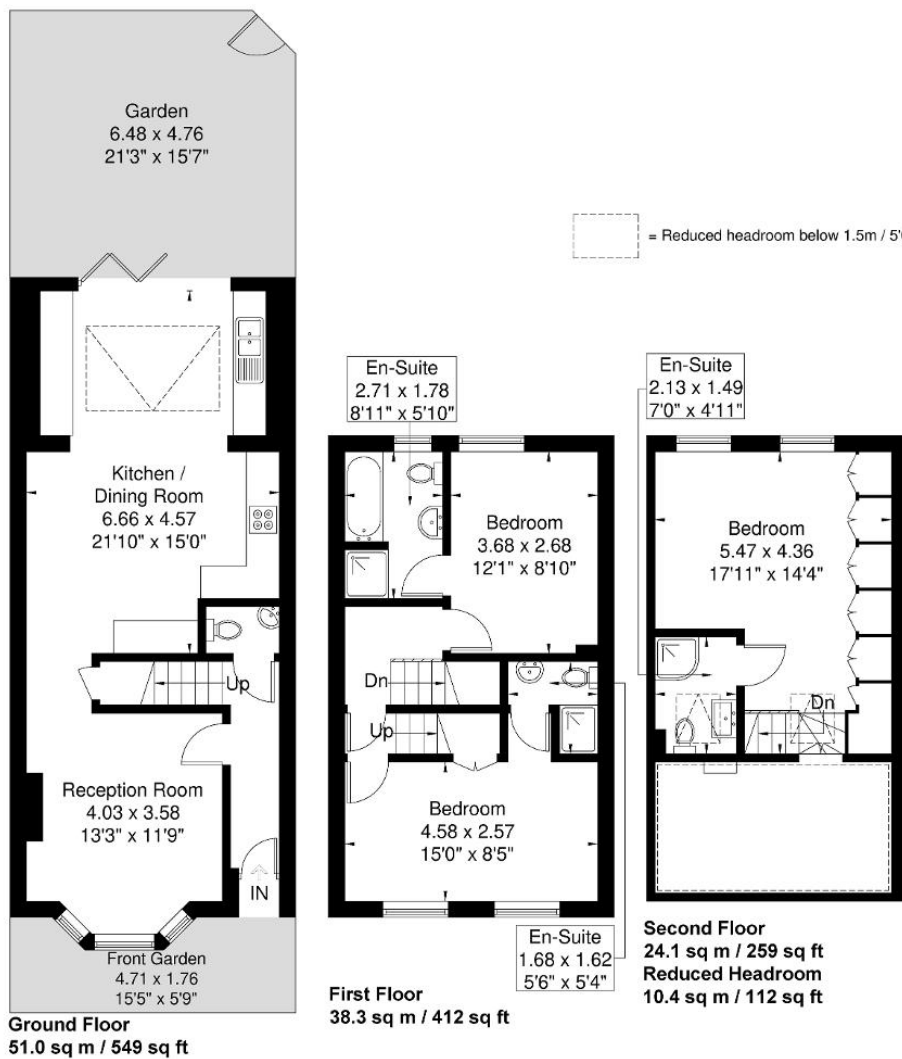 Garden
6.48 x 4.76
21'3" x 15'7"
= Reduced headroom below 1.5m / 5'
En-Suite
2.71 x 1.78
8'11" x 5'10"
En-Suite
2.13 x 1.49
7'0" x 4'11"
Kitchen /
Dining Room
6.66 x 4.57
21'10" x 15'0"
Bedroom
3.68 x 2.68
12'1" x 8'10"
Bedroom
5.47 x 4.36
17'11" x 14'4"
Up
Dn
Up
Dn
Reception Room
4.03 x 3.58
13'3" x 11'9"
Bedroom
4.58 x 2.57
15'0" x 8'5"
IN
En-Suite
1.68 x 1.62
5'6" x 5'4"
Front Garden
4.71 x 1.76
15'5" x 5'9"
Ground Floor
51.0 sq m / 549 sq ft
First Floor
38.3 sq m / 412 sq ft
Second Floor
24.1 sq m / 259 sq ft
Reduced Headroom
10.4 sq m / 112 sq ft